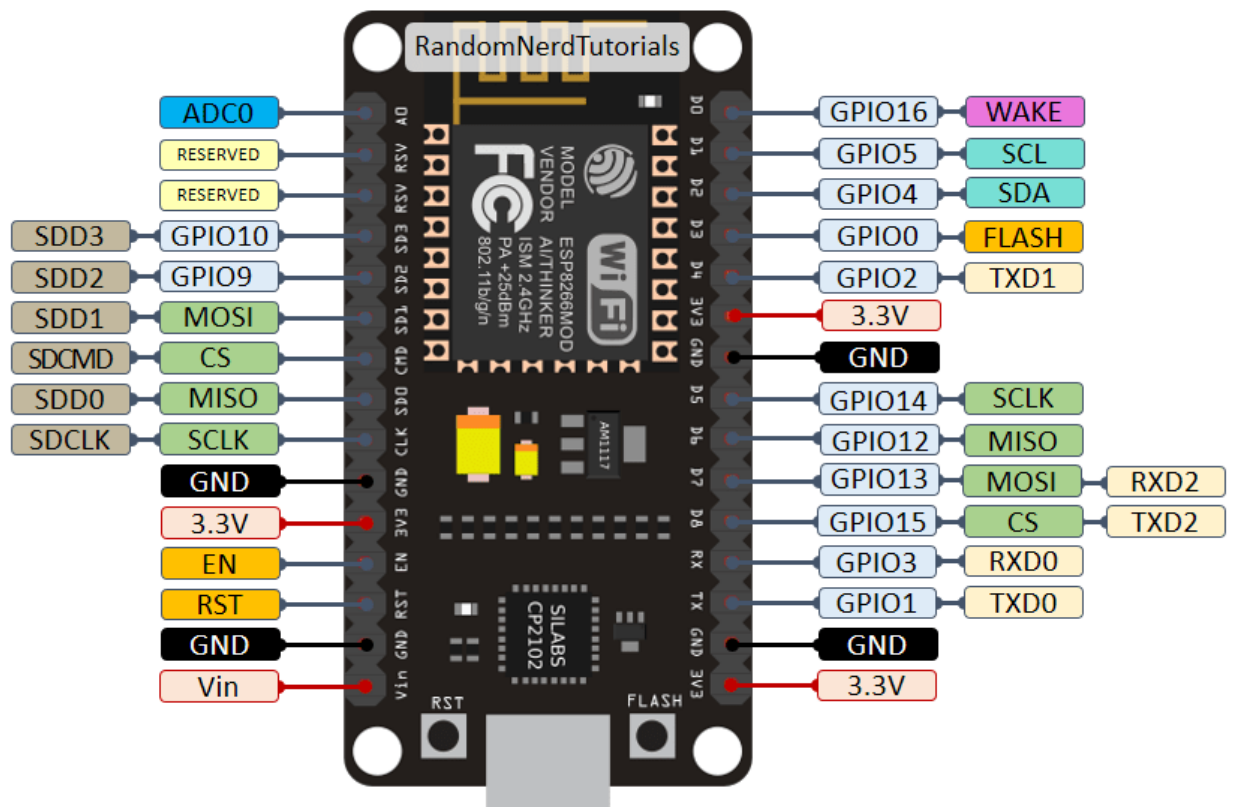 RandomNerdTutorials
ADC0
RESERVED
RESERVED
SDD3 GPIO10
SDD2 GPIO9
SDD1 MOSI
SDCMD CS
SDD0 MISO
SDCLK SCLK
GND
3.3V
EN
RST
GND
Vin
A0
RSV
RSV
SD3
SD2
SD1
CMD
SD0
CLK
GND
3V3
EN
RST
GND
Vin
MODEL
VENDOR
ESP8266MOD
AI/THINKER
ISM 2.4GHz
PA +25dBm
802.11b/g/n
FC
Wi Fi
AM1117
SILABS
CP2102
RST
FLASH
D0
D1
D2
D3
D4
3V3
GND
D5
D6
D7
D8
RX
TX
GND
3V3
GPIO16 WAKE
GPIO5 SCL
GPIO4 SDA
GPIO0 FLASH
GPIO2 TXD1
3.3V
GND
GPIO14 SCLK
GPIO12 MISO
GPIO13 MOSI RXD2
GPIO15 CS TXD2
GPIO3 RXD0
GPIO1 TXD0
GND
3.3V